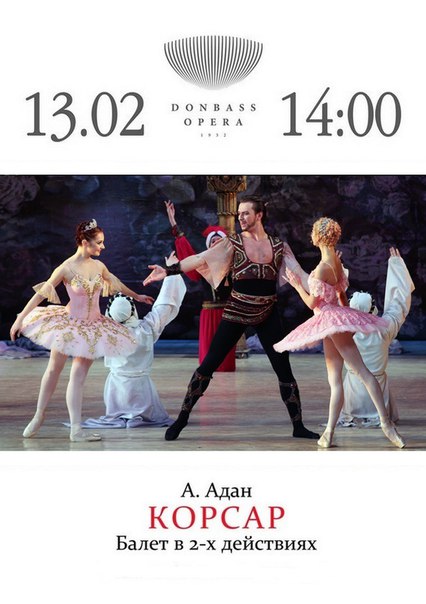 13.02
DONBASS
OPERA
1932
14:00
А. Адан
КОРСАР
Балет в 2-х действиях